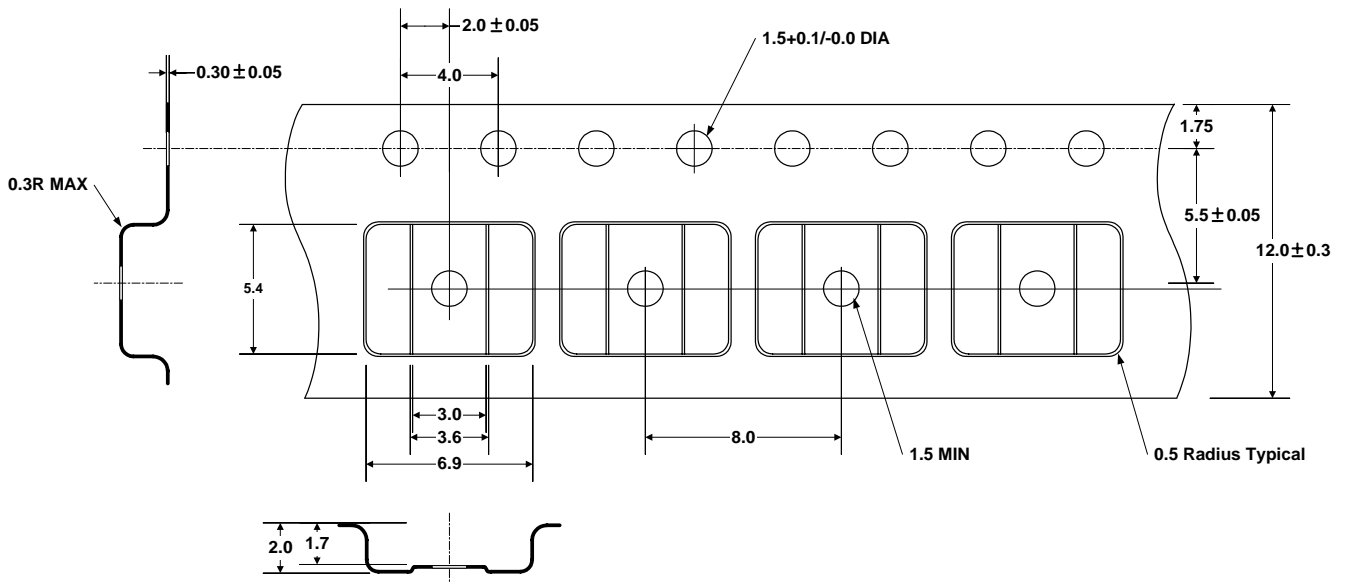 2.0 ± 0.05
1.5+0.1/-0.0 DIA
0.30 ± 0.05
4.0
1.75
0.3R MAX
5.5 ± 0.05
12.0 ± 0.3
5.4
3.0
3.6
6.9
8.0
1.5 MIN
0.5 Radius Typical
2.0
1.7